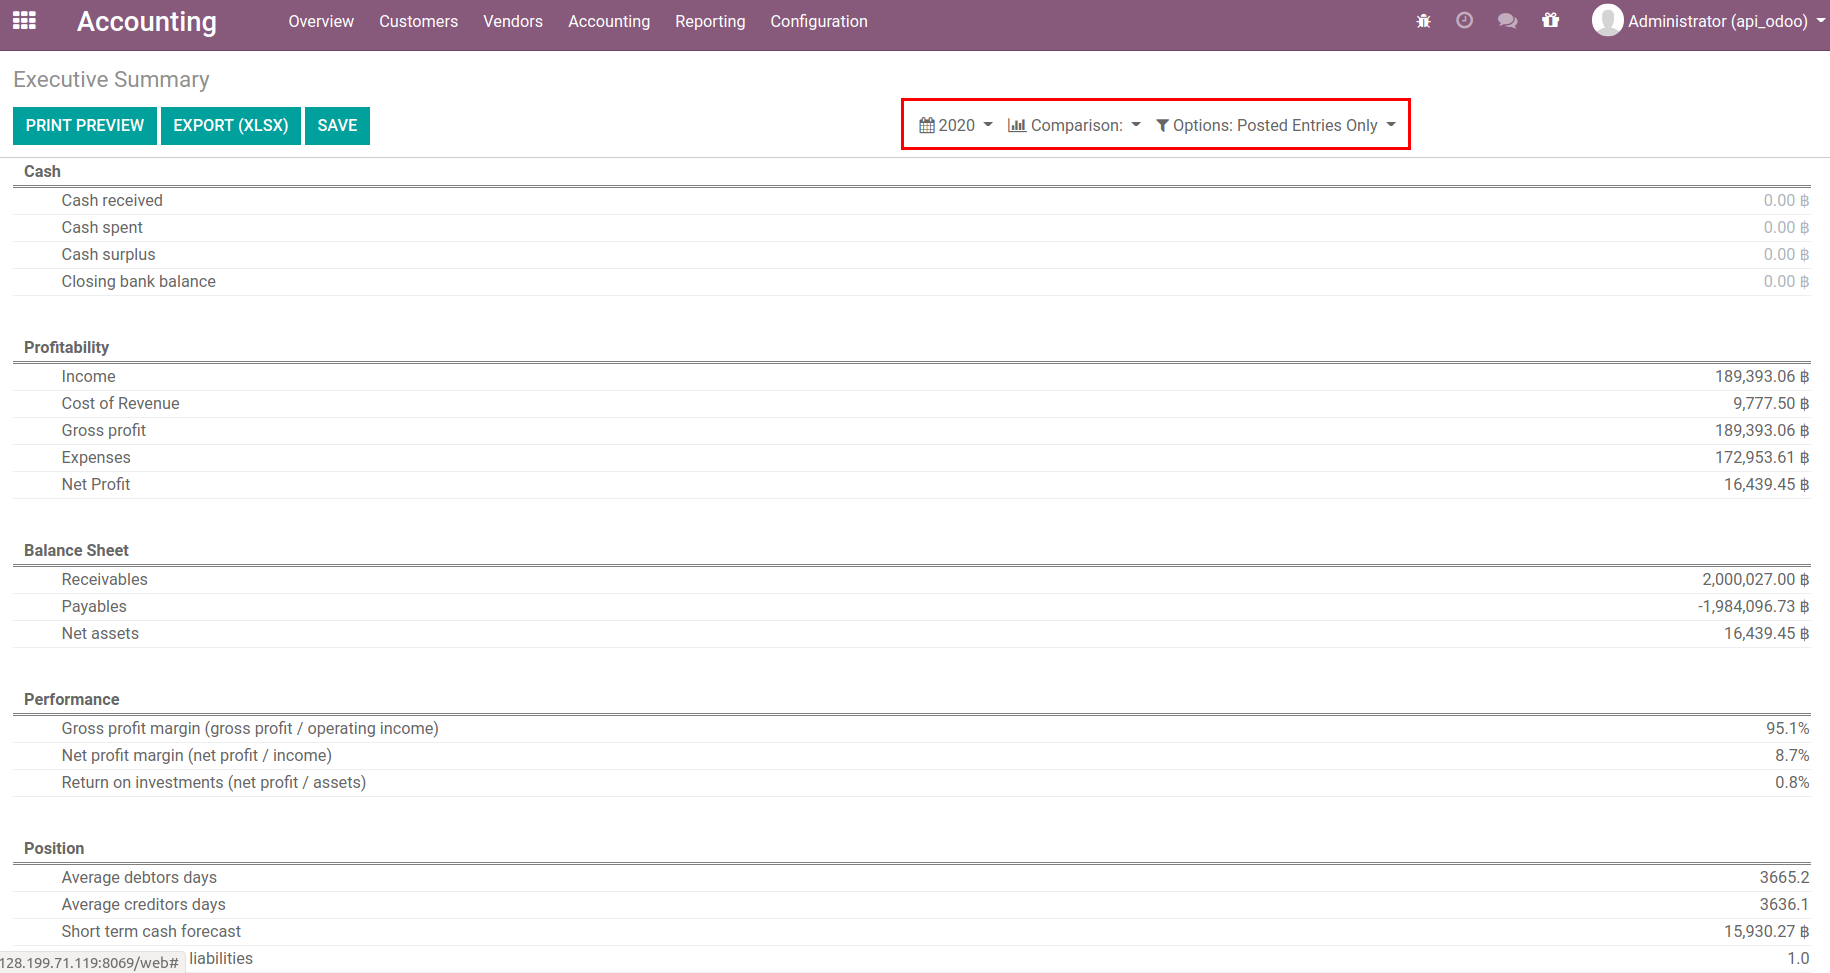 Accounting Overview Customers Vendors Accounting Reporting Configuration Administrator (api_odoo)
Executive Summary
PRINT PREVIEW EXPORT (XLSX) SAVE 2020 Comparison: Options: Posted Entries Only
Cash
Cash received 0.00 ฿
Cash spent 0.00 ฿
Cash surplus 0.00 ฿
Closing bank balance 0.00 ฿
Profitability
Income 189,393.06 ฿
Cost of Revenue 9,777.50 ฿
Gross profit 189,393.06 ฿
Expenses 172,953.61 ฿
Net Profit 16,439.45 ฿
Balance Sheet
Receivables 2,000,027.00 ฿
Payables -1,984,096.73 ฿
Net assets 16,439.45 ฿
Performance
Gross profit margin (gross profit / operating income) 95.1%
Net profit margin (net profit / income) 8.7%
Return on investments (net profit / assets) 0.8%
Position
Average debtors days 3665.2
Average creditors days 3636.1
Short term cash forecast 15,930.27 ฿
liabilities 1.0
128.199.71.119:8069/web#